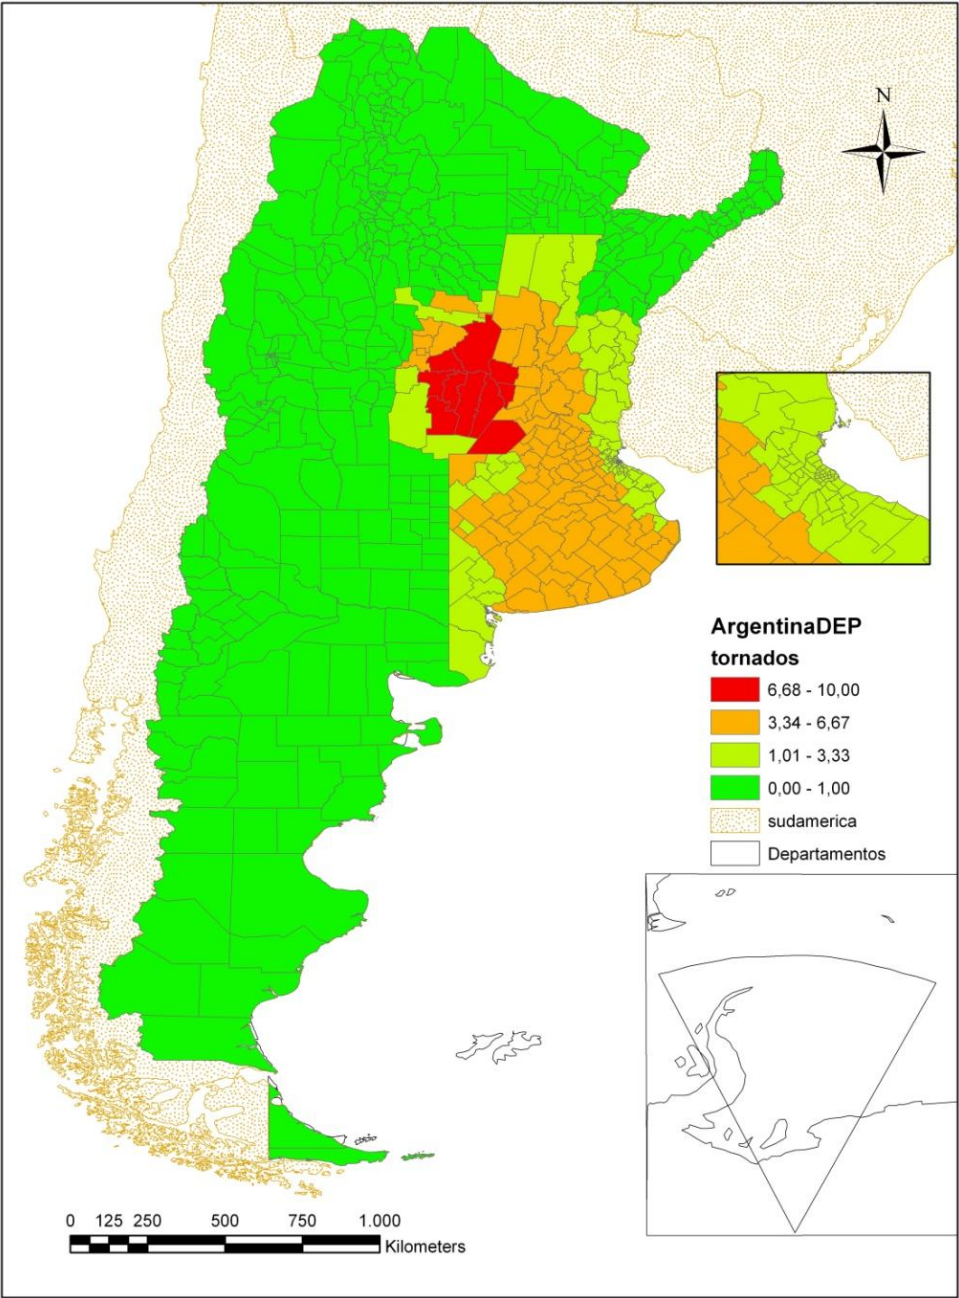 N
ArgentinaDEP
tornados
6,68 - 10,00
3,34 - 6,67
1,01 - 3,33
0,00 - 1,00
sudamerica
Departamentos
0 125 250 500 750 1.000
Kilometers